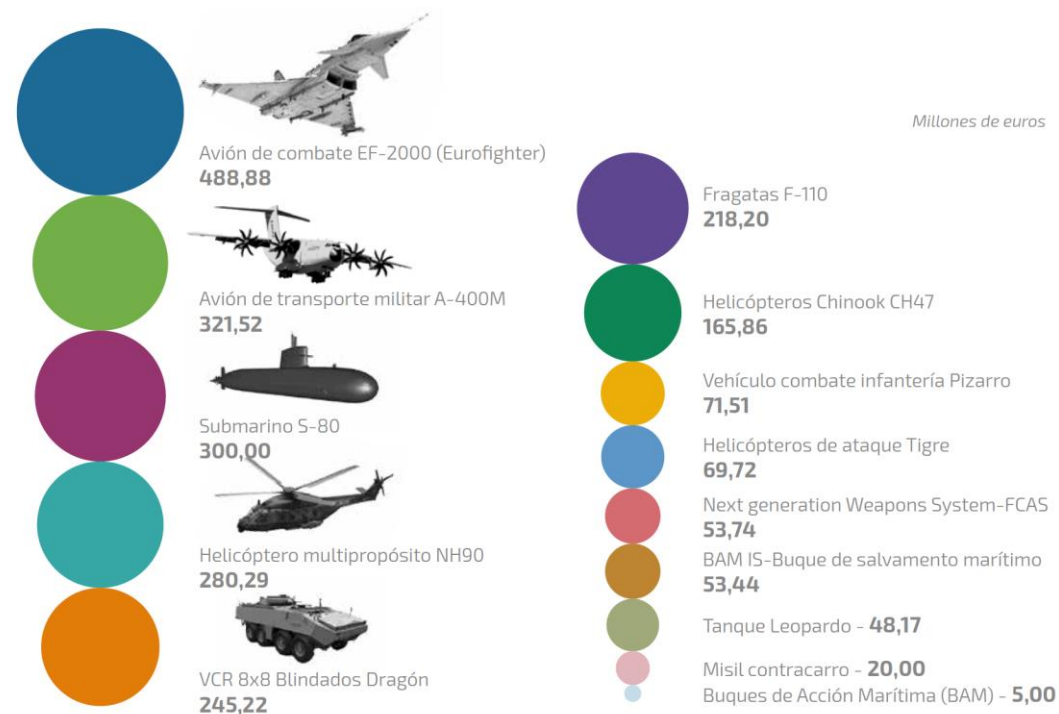 Avión de combate EF-2000 (Eurofighter)
488,88
Avión de transporte militar A-400M
321,52
Submarino S-80
300,00
Helicóptero multipropósito NH90
280,29
VCR 8x8 Blindados Dragón
245,22
Millones de euros
Fragatas F-110
218,20
Helicópteros Chinook CH47
165,86
Vehículo combate infantería Pizarro
71,51
Helicópteros de ataque Tigre
69,72
Next generation Weapons System-FCAS
53,74
BAM IS-Buque de salvamento marítimo
53,44
Tanque Leopardo - 48,17
Misil contracarro - 20,00
Buques de Acción Marítima (BAM) - 5,00